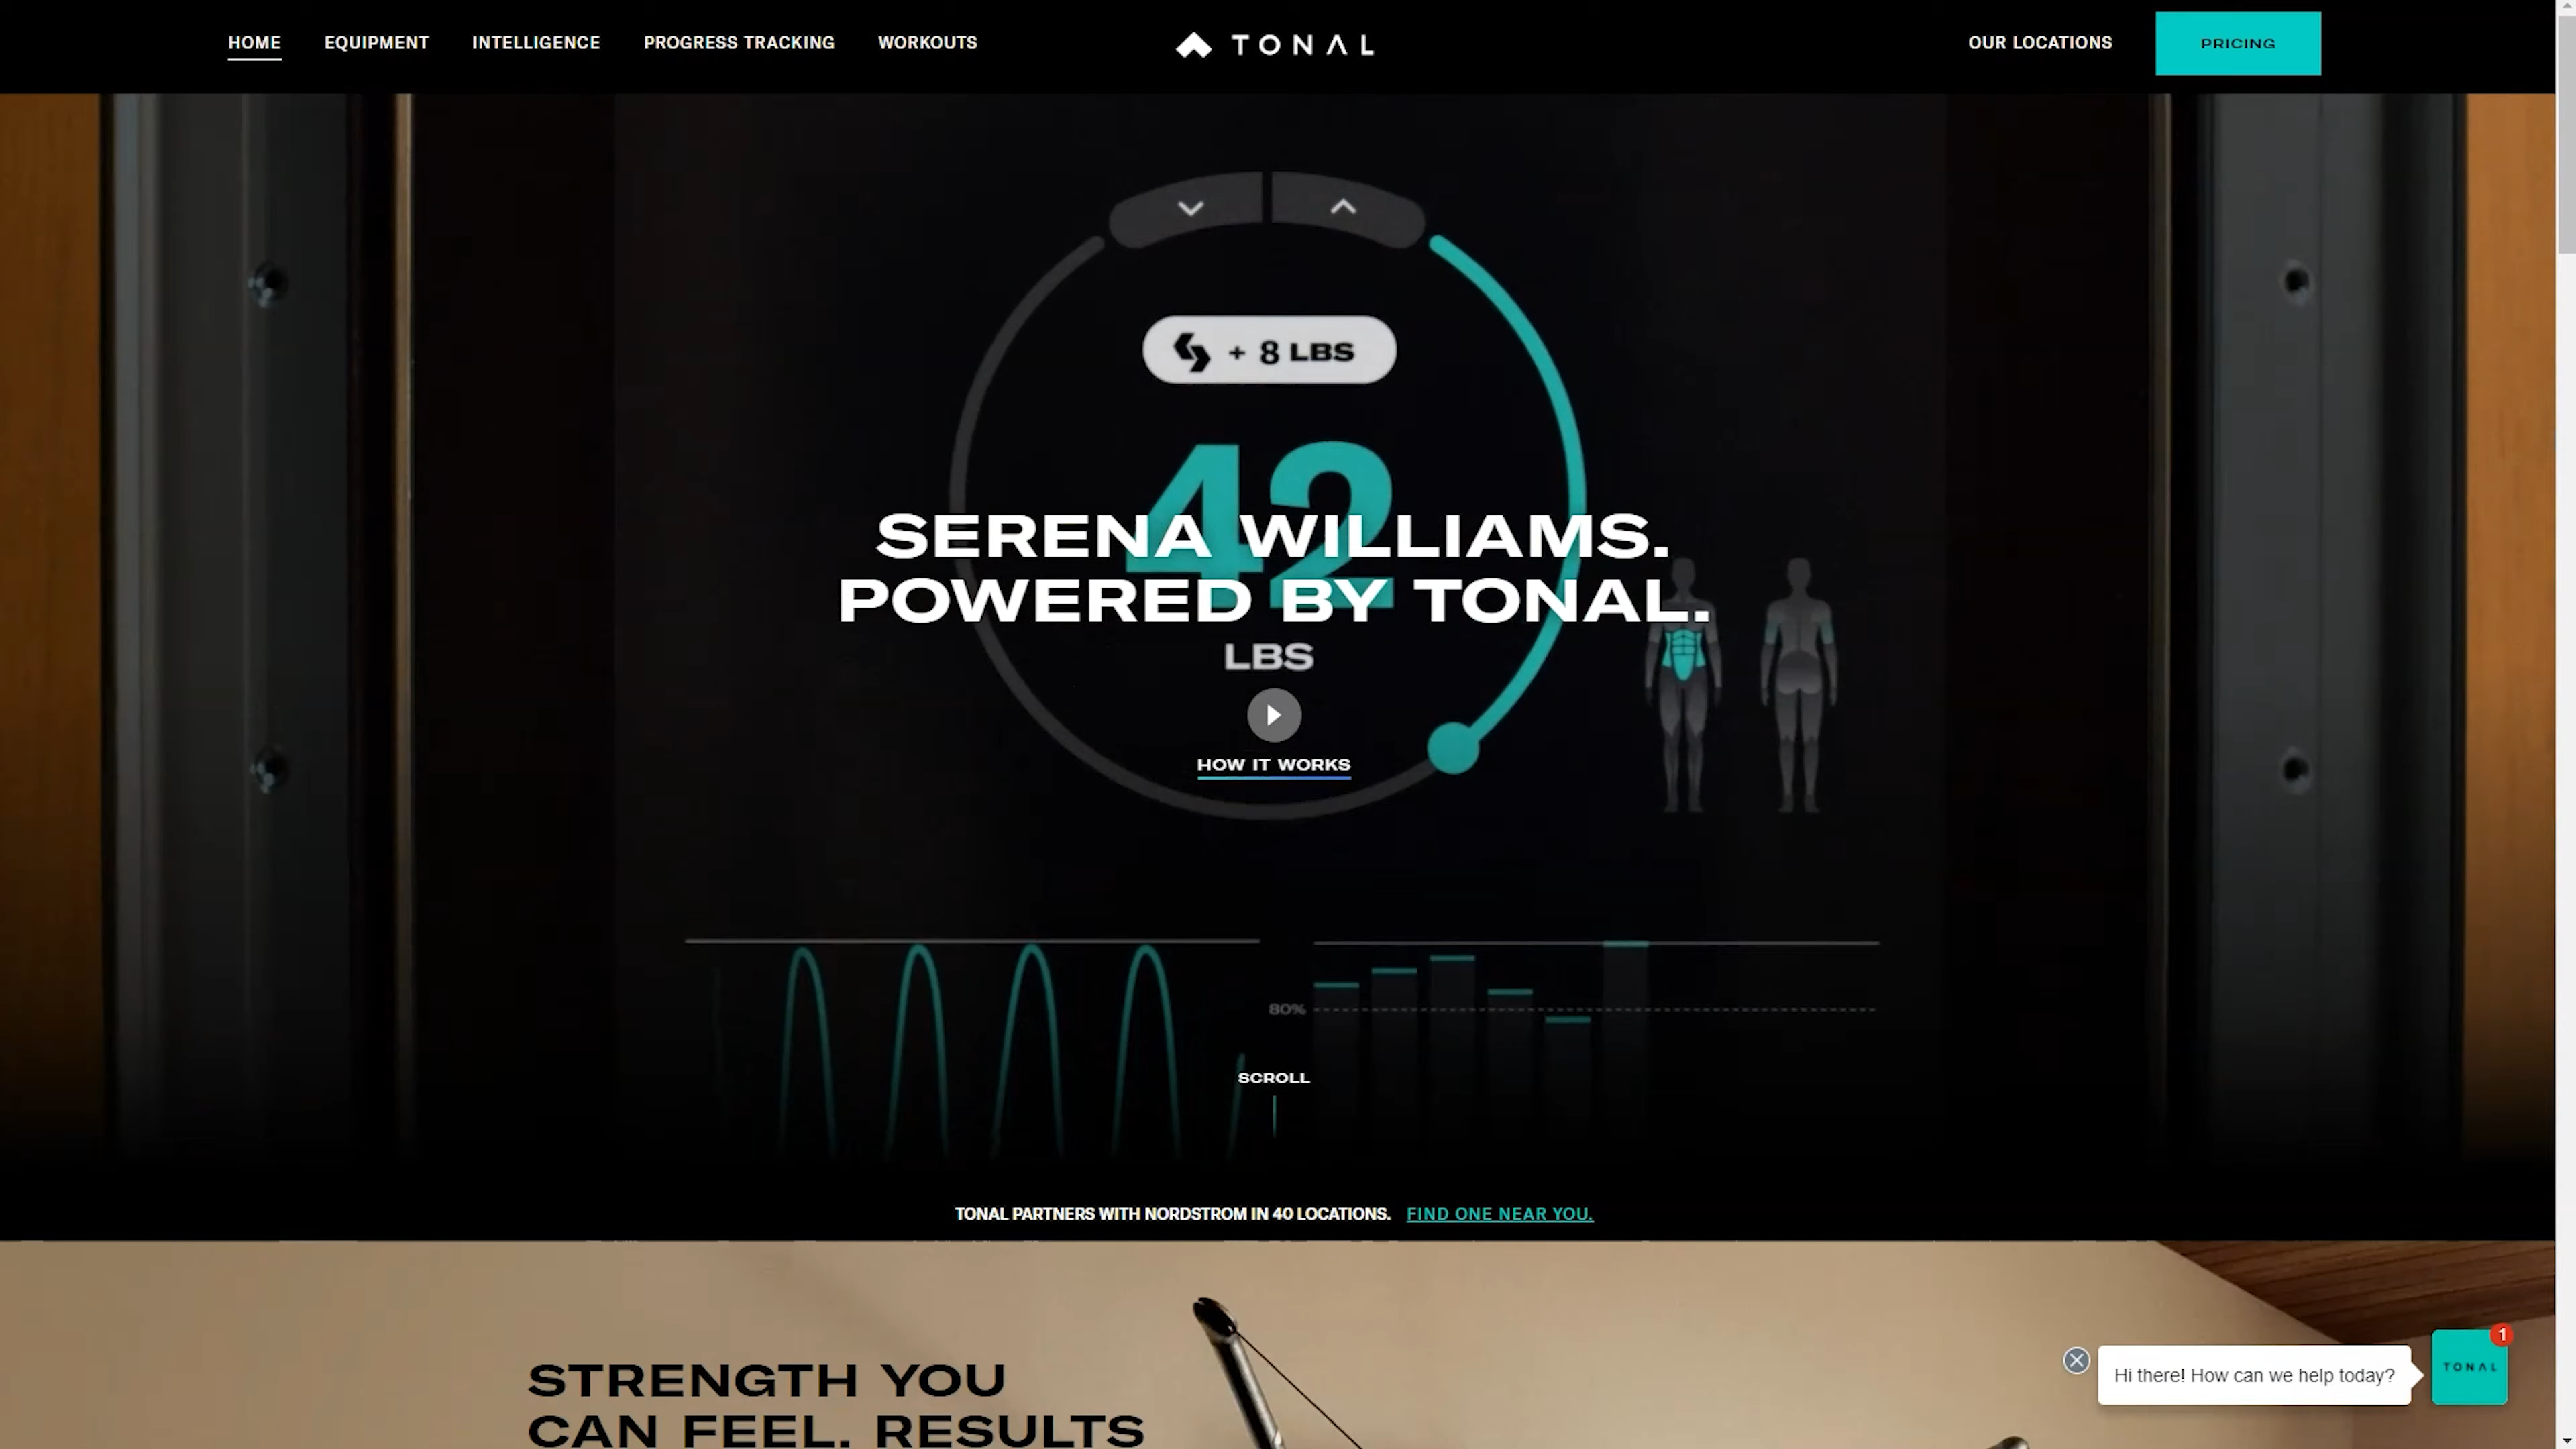 HOME EQUIPMENT INTELLIGENCE PROGRESS TRACKING WORKOUTS TONAL OUR LOCATIONS PRICING
+ 8 LBS
42
SERENA WILLIAMS.
POWERED BY TONAL.
LBS
HOW IT WORKS
80%
SCROLL
TONAL PARTNERS WITH NORDSTROM IN 40 LOCATIONS. FIND ONE NEAR YOU.
STRENGTH YOU
CAN FEEL. RESULTS
Hi there! How can we help today?
TONAL
1